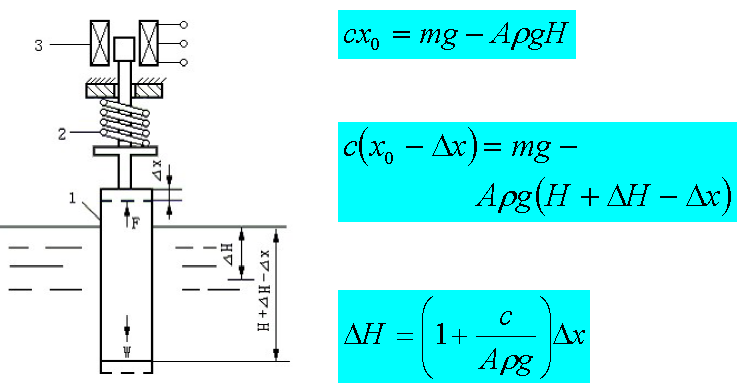 3
2
Δx
1
F
ΔH
H+ΔH-Δx
W
cx₀ = mg − AρgH
c(x₀ − Δx) = mg −
Aρg(H + ΔH − Δx)
ΔH = (1 + c/Aρg)Δx